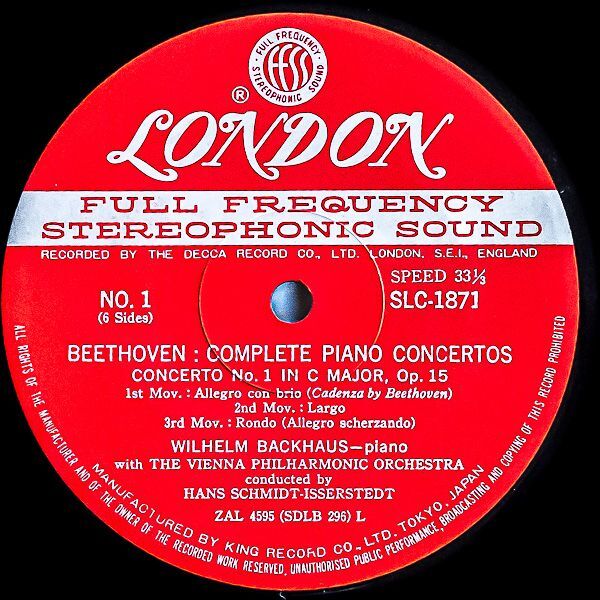 FULL FREQUENCY
ffss
STEREOPHONIC SOUND
®
LONDON
FULL FREQUENCY
STEREOPHONIC SOUND
RECORDED BY THE DECCA RECORD CO., LTD. LONDON, S.E.I., ENGLAND
SPEED 33⅓
NO. 1
SLC-1871
(6 Sides)
BEETHOVEN : COMPLETE PIANO CONCERTOS
CONCERTO No. 1 IN C MAJOR, Op. 15
1st Mov. : Allegro con brio (Cadenza by Beethoven)
2nd Mov. : Largo
3rd Mov. : Rondo (Allegro scherzando)
WILHELM BACKHAUS—piano
with THE VIENNA PHILHARMONIC ORCHESTRA
conducted by
HANS SCHMIDT-ISSERSTEDT
ZAL 4595 (SDLB 296) L
MANUFACTURED BY KING RECORD CO., LTD. TOKYO, JAPAN
ALL RIGHTS OF THE MANUFACTURER AND OF THE OWNER OF THE RECORDED WORK RESERVED, UNAUTHORISED PUBLIC PERFORMANCE, BROADCASTING AND COPYING OF THIS RECORD PROHIBITED